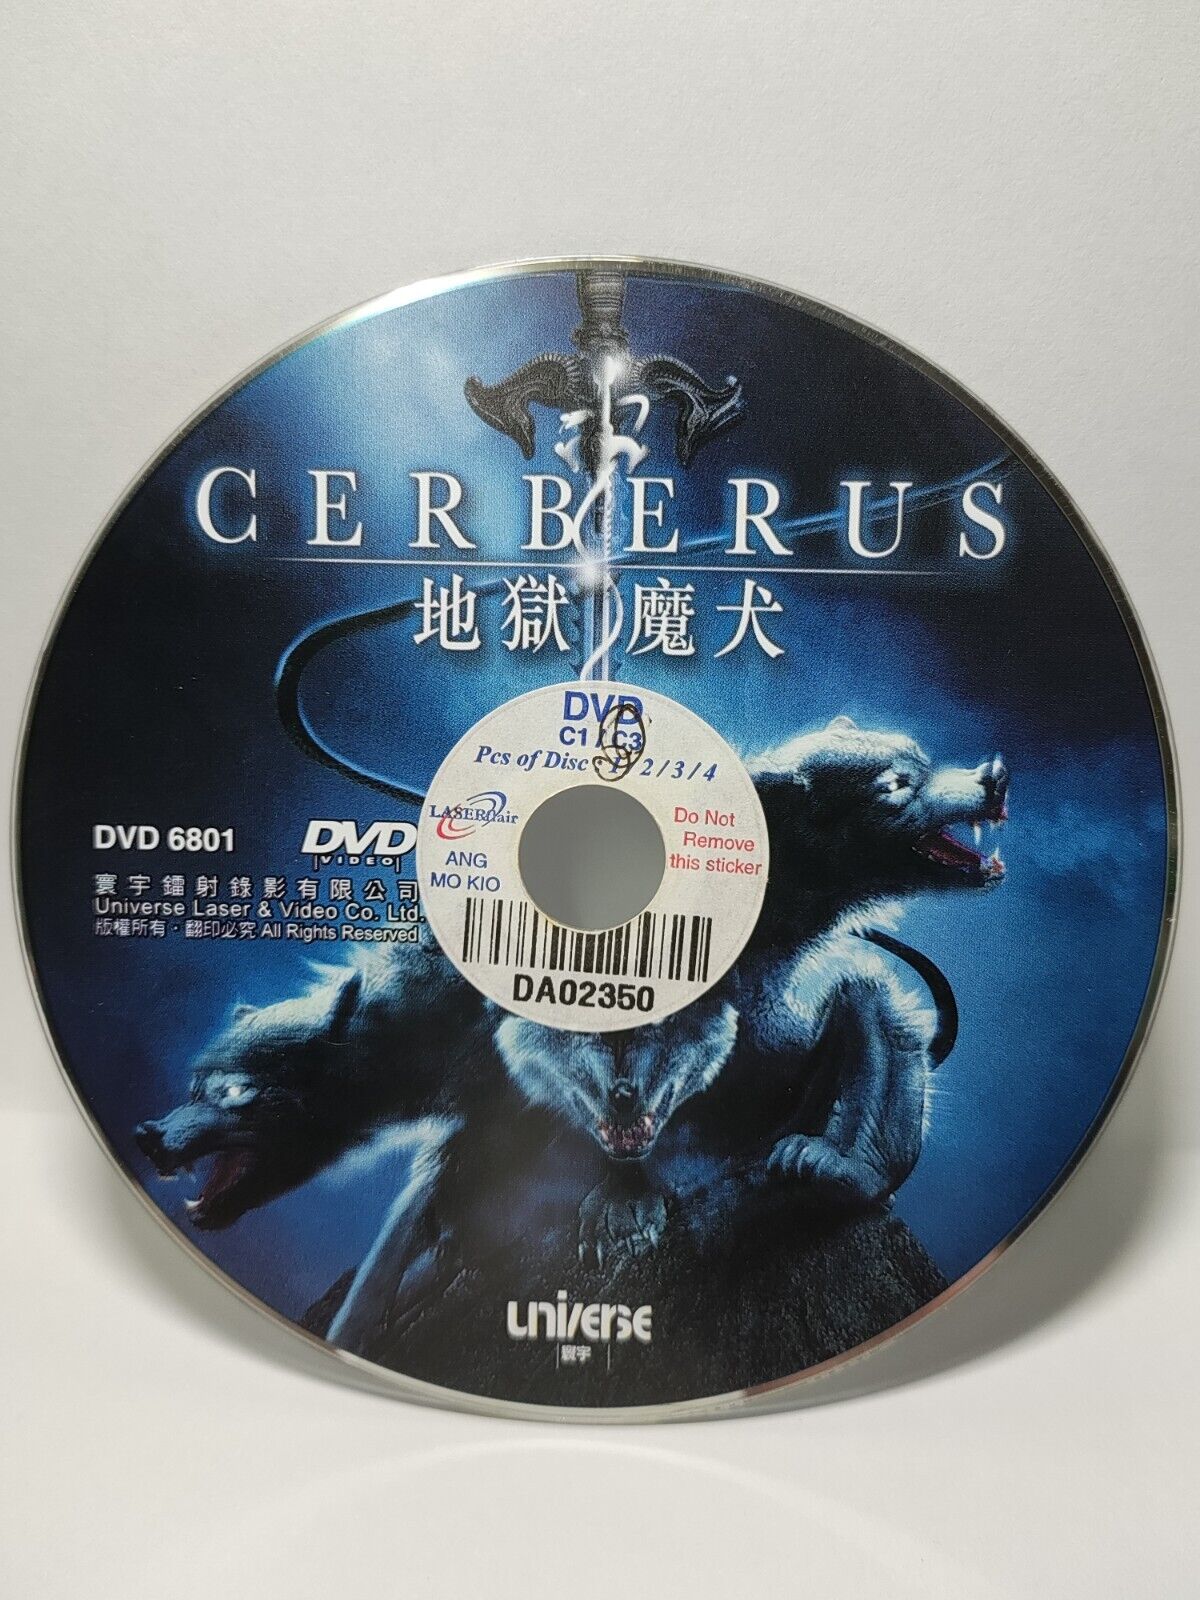 CERBERUS
地獄魔犬
DVD
C1 / C3
Pcs of Disc : 1 / 2 / 3 / 4
LASERflair
Do Not
Remove
this sticker
ANG
MO KIO
DA02350
DVD 6801
DVD
VIDEO
寰宇鐳射錄影有限公司
Universe Laser & Video Co. Ltd.
版權所有・翻印必究 All Rights Reserved
UNIVERSE
寰宇